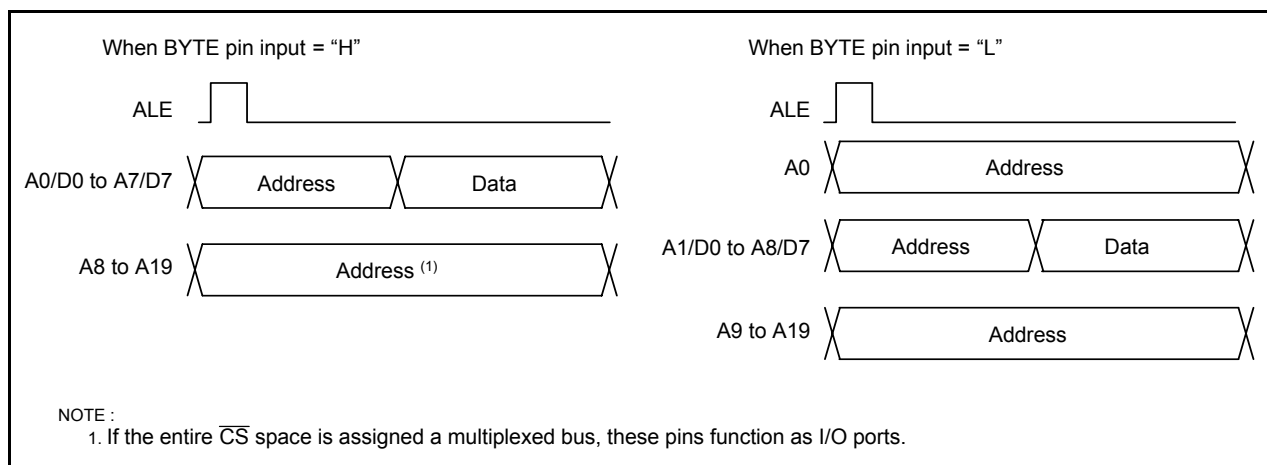 When BYTE pin input = “H”
ALE
A0/D0 to A7/D7
Address
Data
A8 to A19
Address (1)
When BYTE pin input = “L”
ALE
A0
Address
A1/D0 to A8/D7
Address
Data
A9 to A19
Address
NOTE :
1. If the entire CS space is assigned a multiplexed bus, these pins function as I/O ports.